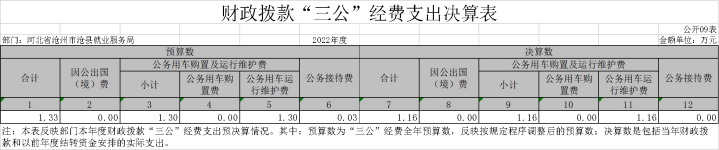 财政拨款“三公”经费支出决算表
公开09表
部门：河北省沧州市沧县就业服务局 2022年度 金额单位：万元
预算数 决算数
合计 因公出国（境）费 公务用车购置及运行维护费 公务接待费 合计 因公出国（境）费 公务用车购置及运行维护费 公务接待费
小计 公务用车购置费 公务用车运行维护费 小计 公务用车购置费 公务用车运行维护费
1 2 3 4 5 6 7 8 9 10 11 12
1.33 0.00 1.30 0.00 1.30 0.03 1.16 0.00 1.16 0.00 1.16 0.00
注：本表反映部门本年度财政拨款“三公”经费支出预决算情况。其中：预算数为“三公”经费全年预算数，反映按规定程序调整后的预算数；决算数是包括当年财政拨
款和以前年度结转资金安排的实际支出。